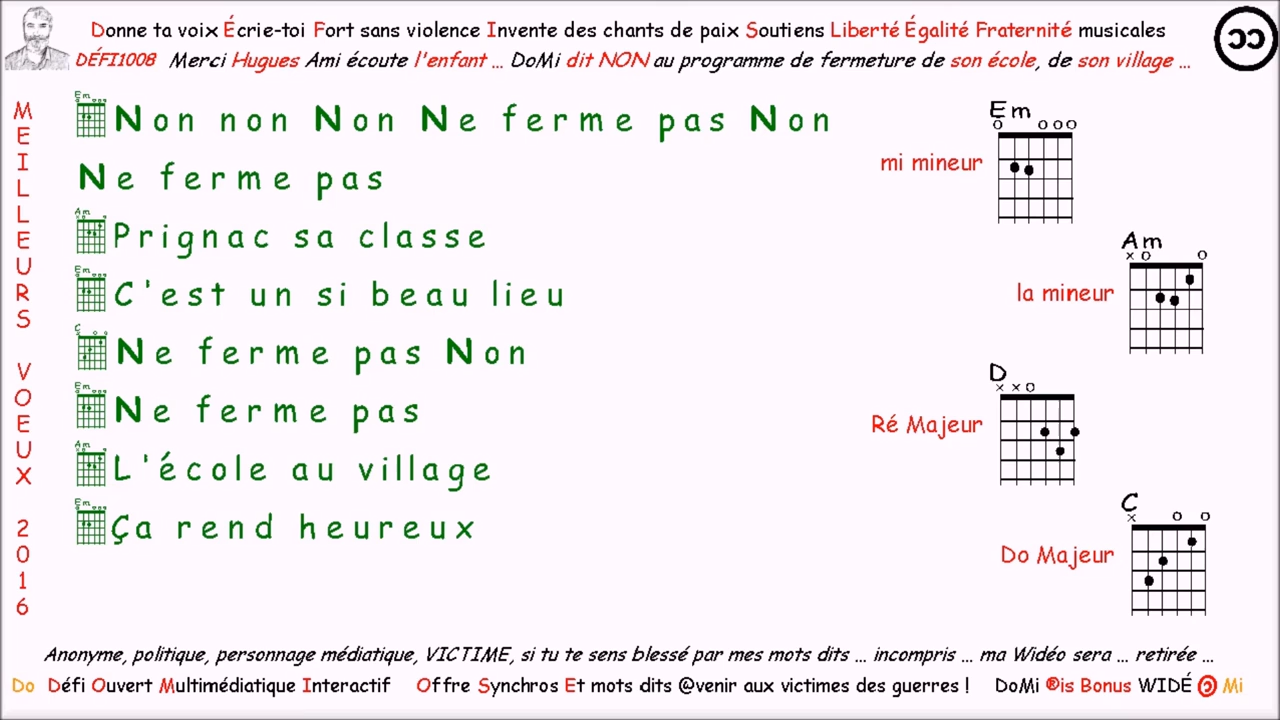 Donne ta voix Écrie-toi Fort sans violence Invente des chants de paix Soutiens Liberté Égalité Fraternité musicales
DÉFI1008 Merci Hugues Ami écoute l'enfant ... DoMi dit NON au programme de fermeture de son école, de son village ...
MEILLEURS VOEUX 2016
Em
Non non Non Ne ferme pas Non
Ne ferme pas
Am
Prignac sa classe
Em
C'est un si beau lieu
C
Ne ferme pas Non
Em
Ne ferme pas
Am
L'école au village
Em
Ça rend heureux
Em
mi mineur
Am
la mineur
D
Ré Majeur
C
Do Majeur
Anonyme, politique, personnage médiatique, VICTIME, si tu te sens blessé par mes mots dits ... incompris ... ma Widéo sera ... retirée ...
Do Défi Ouvert Multimédiatique Interactif Offre Synchros Et mots dits @venir aux victimes des guerres ! DoMi ®is Bonus WIDÉ Mi